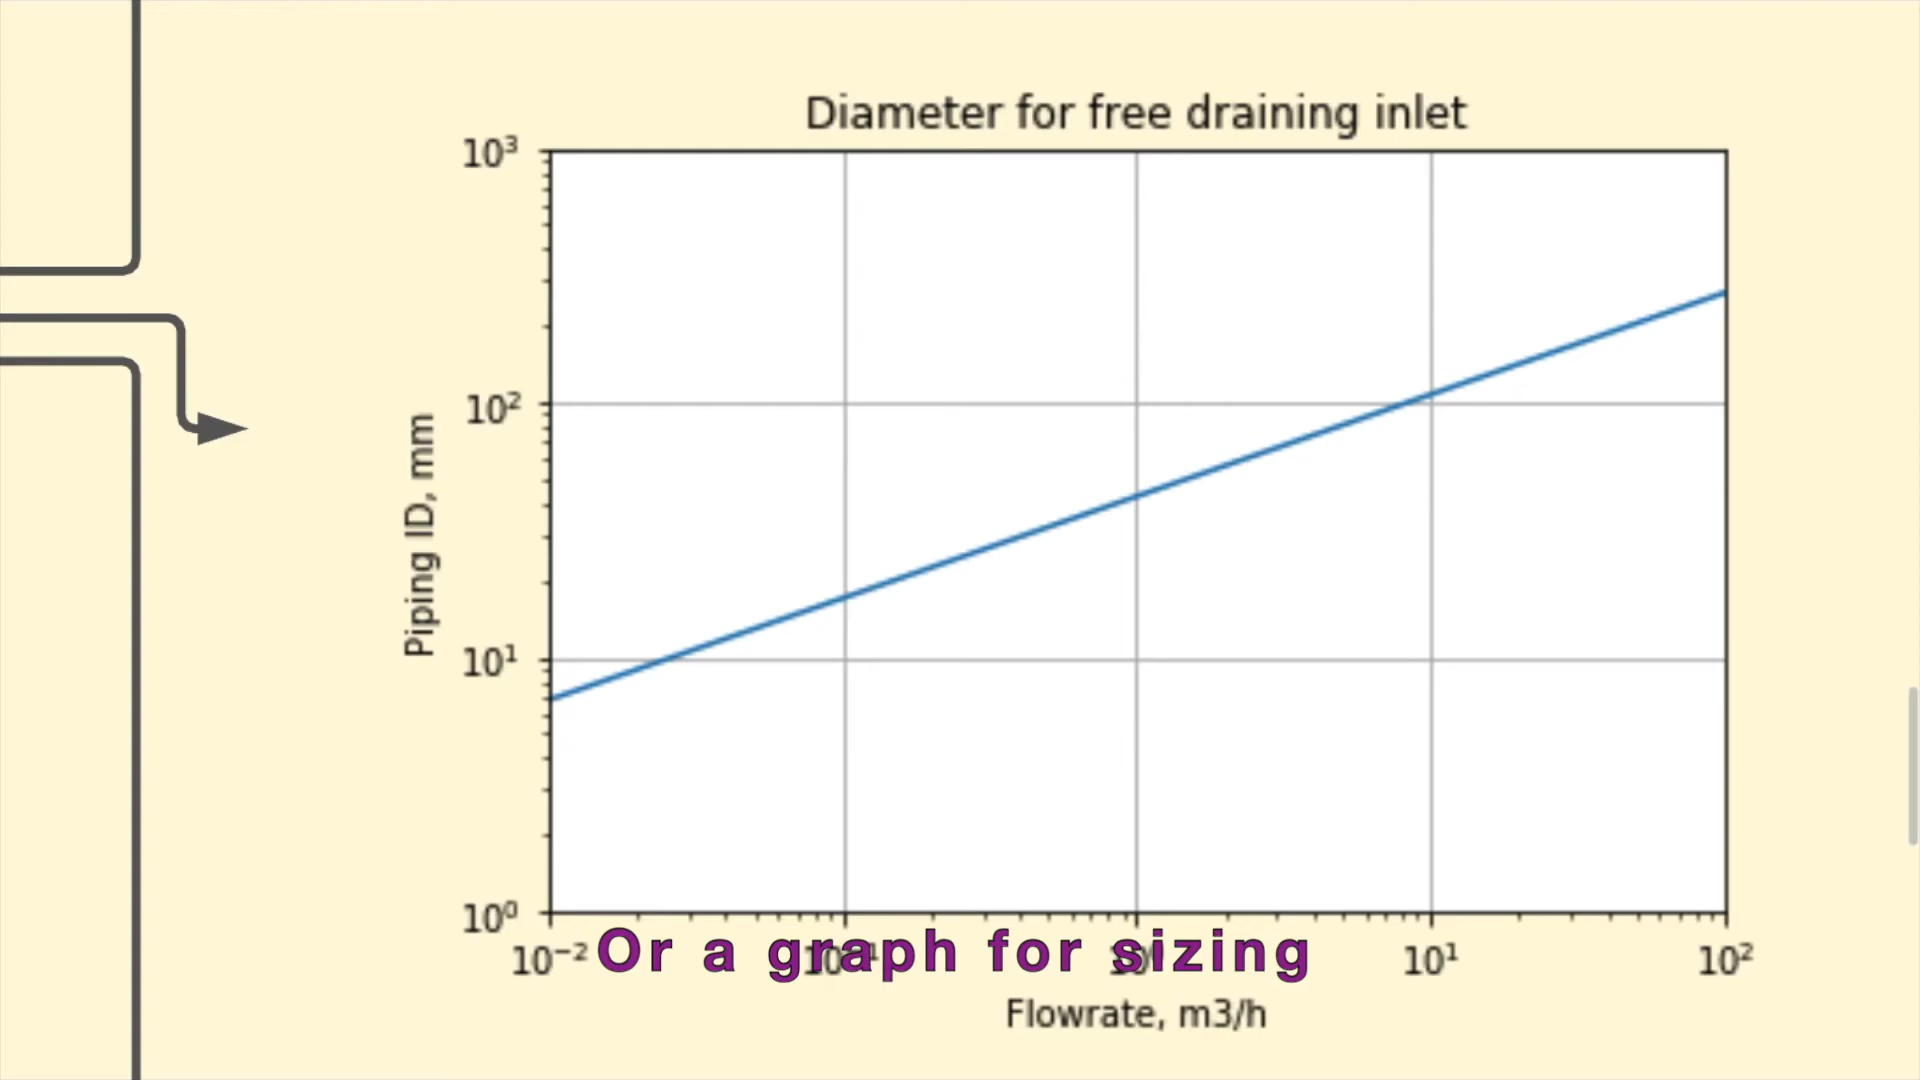 Diameter for free draining inlet
10³
10²
10¹
10⁰
Piping ID, mm
10⁻²
10¹
10²
Or a graph for sizing
Flowrate, m3/h